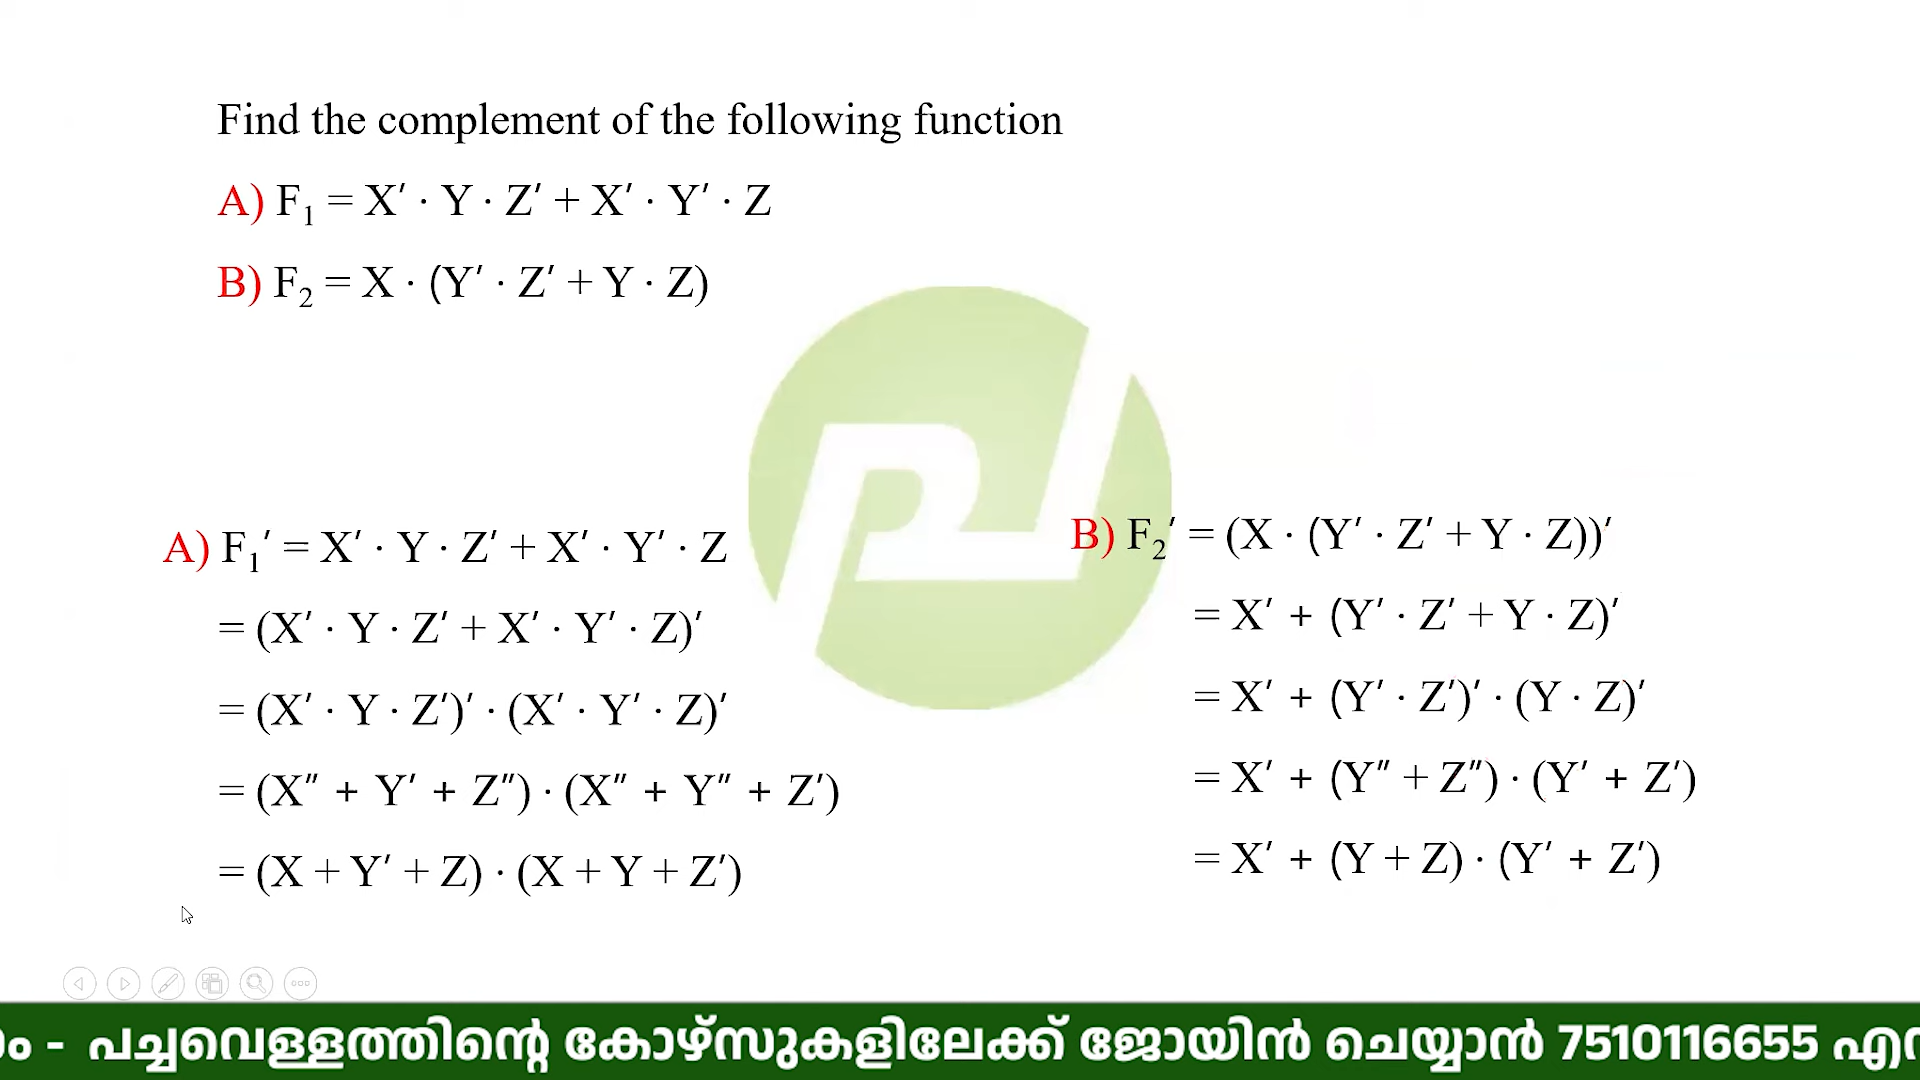 Find the complement of the following function
A) F₁ = X′ · Y · Z′ + X′ · Y′ · Z
B) F₂ = X · (Y′ · Z′ + Y · Z)
A) F₁′ = X′ · Y · Z′ + X′ · Y′ · Z
= (X′ · Y · Z′ + X′ · Y′ · Z)′
= (X′ · Y · Z′)′ · (X′ · Y′ · Z)′
= (X″ + Y′ + Z″) · (X″ + Y″ + Z′)
= (X + Y′ + Z) · (X + Y + Z′)
B) F₂′ = (X · (Y′ · Z′ + Y · Z))′
= X′ + (Y′ · Z′ + Y · Z)′
= X′ + (Y′ · Z′)′ · (Y · Z)′
= X′ + (Y″ + Z″) · (Y′ + Z′)
= X′ + (Y + Z) · (Y′ + Z′)
- പച്ചവെള്ളത്തിന്റെ കോഴ്സുകളിലേക്ക് ജോയിൻ ചെയ്യാൻ 7510116655